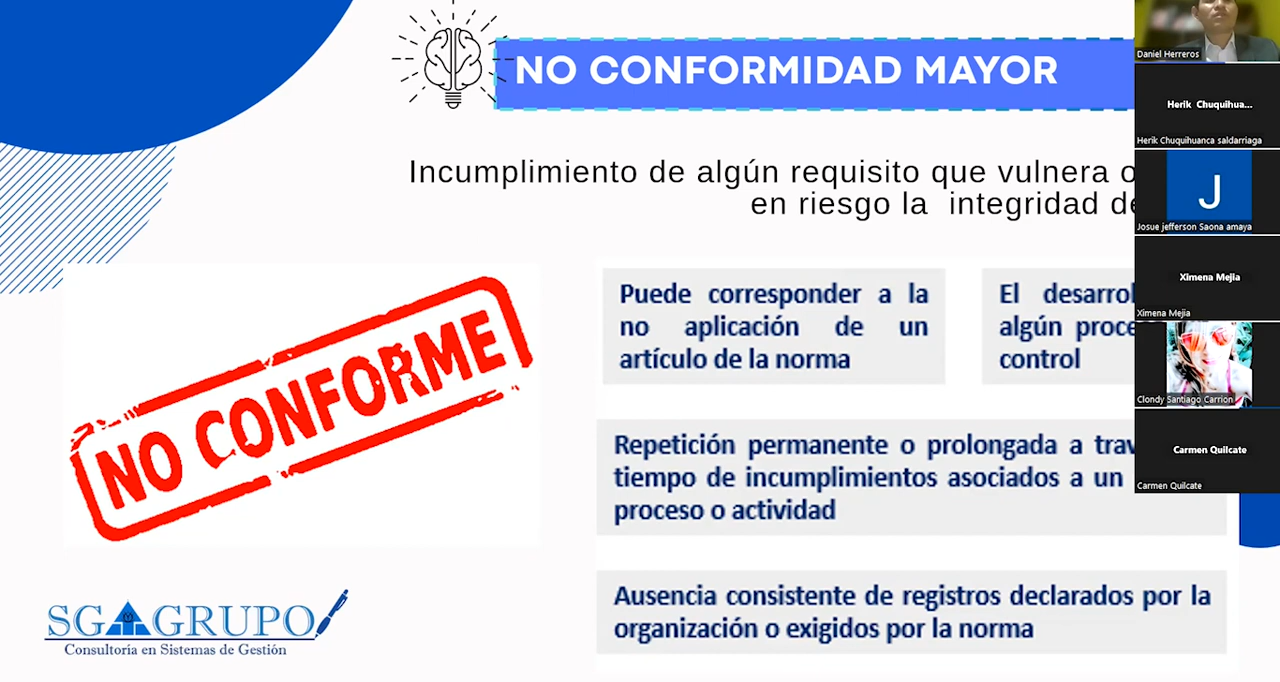 NO CONFORMIDAD MAYOR
Incumplimiento de algún requisito que vulnera o
en riesgo la integridad de
NO CONFORME
Puede corresponder a la
no aplicación de un
artículo de la norma
El
algún
control
Repetición permanente o prolongada a
tiempo de incumplimientos asociados a un
proceso o actividad
Ausencia consistente de registros declarados por la
organización o exigidos por la norma
SGAGRUPO
Consultoría en Sistemas de Gestión
Daniel Herreros
Herik Chuquihua...
Herik Chuquihuanca saldarriaga
J
Josue jefferson Saona amaya
Ximena Mejia
Ximena Mejia
Clondy Santiago Carrion
Carmen Quilcate
Carmen Quilcate